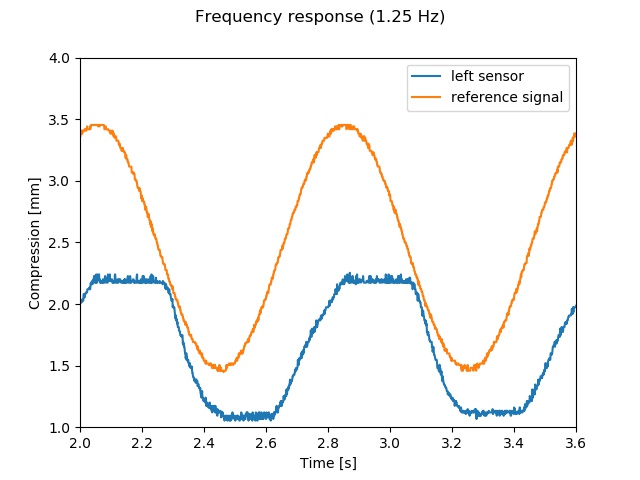 Frequency response (1.25 Hz)
4.0
3.5
3.0
2.5
2.0
1.5
1.0
Compression [mm]
left sensor
reference signal
2.0 2.2 2.4 2.6 2.8 3.0 3.2 3.4 3.6
Time [s]